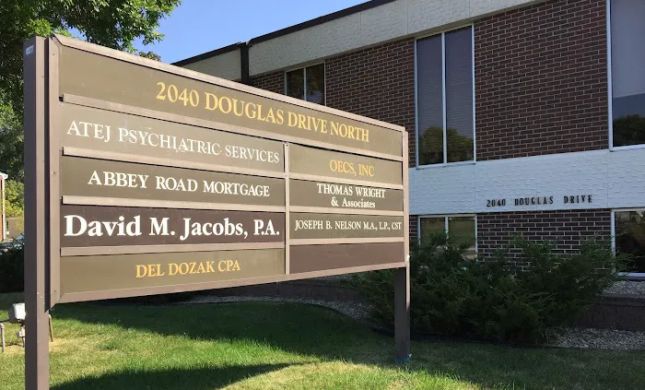 2040 DOUGLAS DRIVE NORTH
ATEJ PSYCHIATRIC SERVICES
ABBEY ROAD MORTGAGE
David M. Jacobs, P.A.
DEL DOZAK CPA
OECS, INC
THOMAS WRIGHT
& Associates
JOSEPH B. NELSON M.A., L.P., CST
2040 DOUGLAS DRIVE